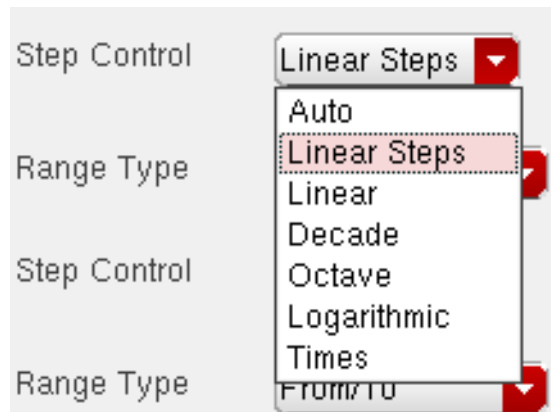 Step Control Linear Steps
Auto
Linear Steps
Range Type
Linear
Decade
Step Control
Octave
Logarithmic
Times
Range Type From/To